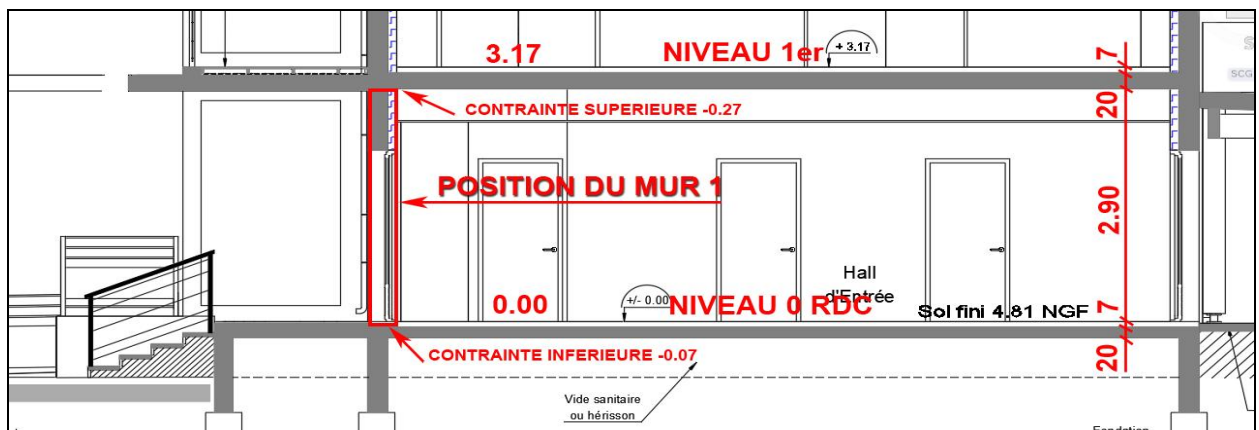 3.17 NIVEAU 1er + 3.17 7
CONTRAINTE SUPERIEURE -0.27 20
SCG
POSITION DU MUR 1
2.90
Hall
d'Entrée
0.00 +/- 0.00 NIVEAU 0 RDC Sol fini 4.81 NGF 7
CONTRAINTE INFERIEURE -0.07 20
Vide sanitaire
ou hérisson